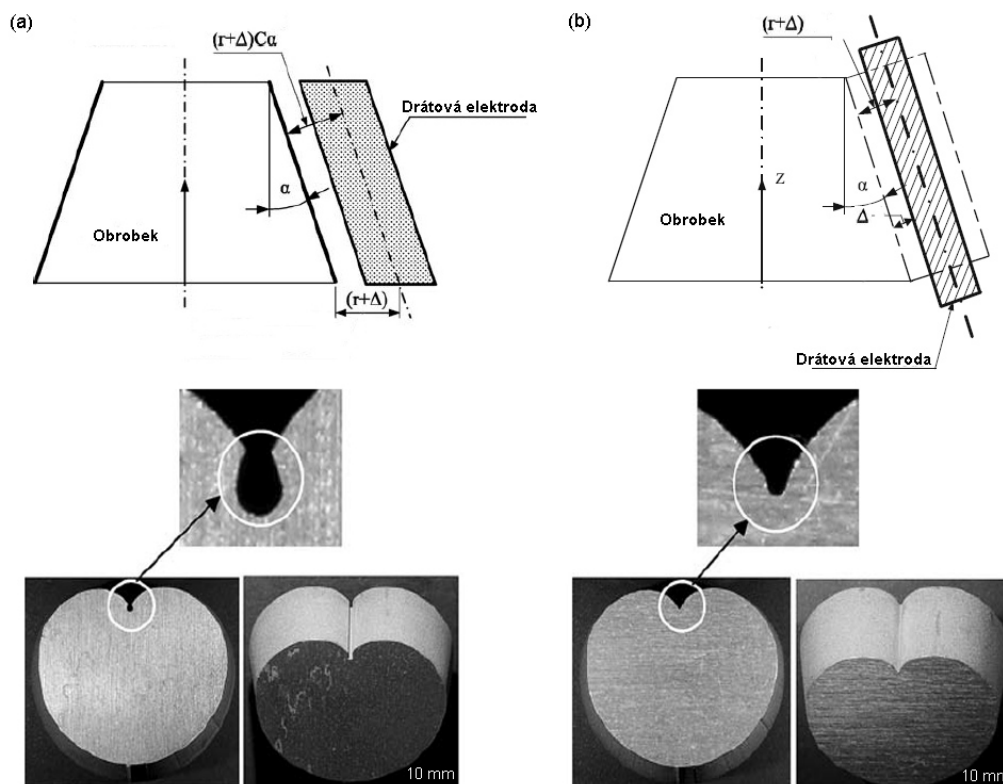 (a)
(r+Δ)Cα
Drátová elektroda
α
Obrobek
(r+Δ)
10 mm
(b)
(r+Δ)
Z
α
Δ
Obrobek
Drátová elektroda
10 mm